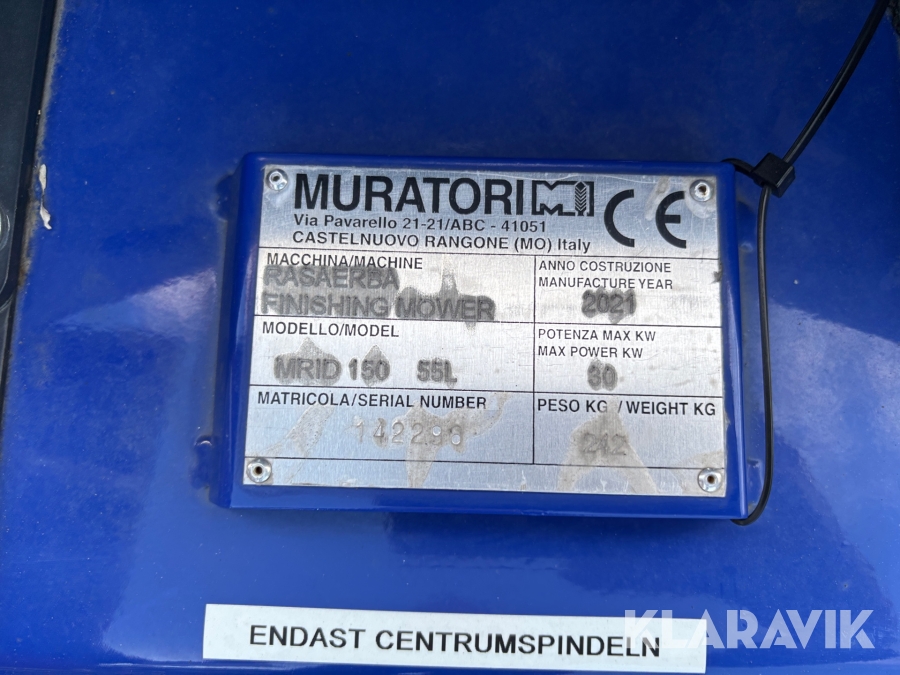 MURATORI
CE
Via Pavarello 21-21/ABC - 41051
CASTELNUOVO RANGONE (MO) Italy
MACCHINA/MACHINE
RASAERBA
FINISHING MOWER
ANNO COSTRUZIONE
MANUFACTURE YEAR
2021
MODELLO/MODEL
MRID 150 55L
POTENZA MAX KW
MAX POWER KW
MATRICOLA/SERIAL NUMBER
142290
PESO KG / WEIGHT KG
212
ENDAST CENTRUMSPINDELN
KLARAVIK